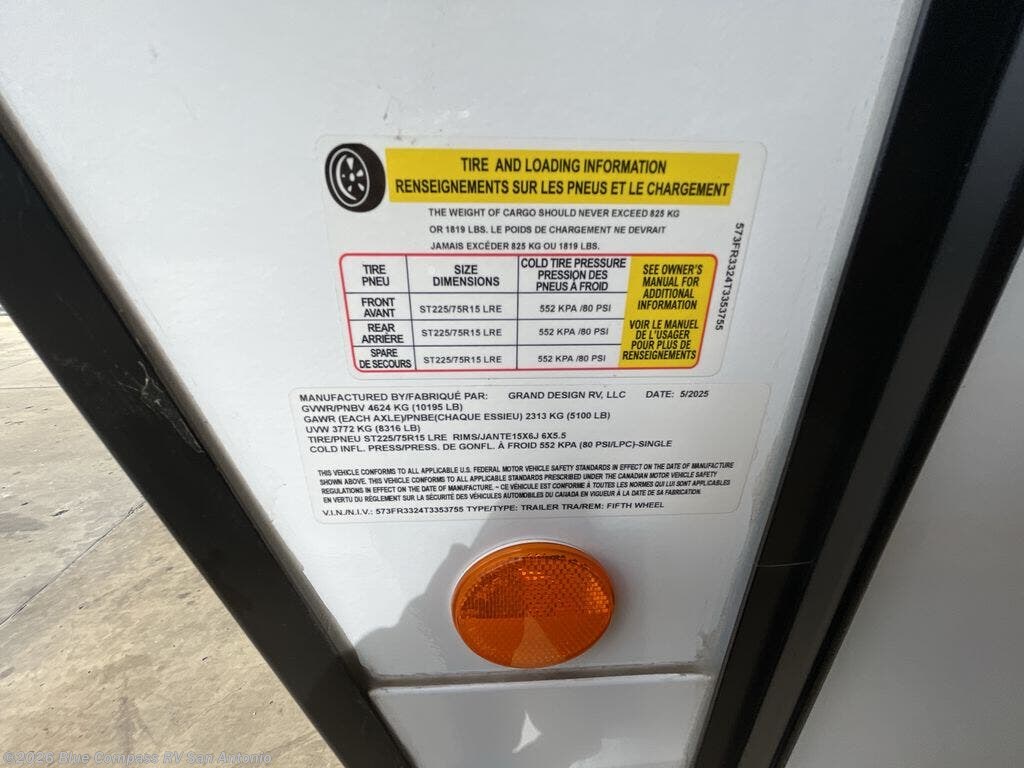 TIRE AND LOADING INFORMATION
RENSEIGNEMENTS SUR LES PNEUS ET LE CHARGEMENT
THE WEIGHT OF CARGO SHOULD NEVER EXCEED 825 KG
OR 1819 LBS. LE POIDS DE CHARGEMENT NE DEVRAIT
JAMAIS EXCÉDER 825 KG OU 1819 LBS.
TIRE
PNEU
SIZE
DIMENSIONS
COLD TIRE PRESSURE
PRESSION DES
PNEUS À FROID
FRONT
AVANT
ST225/75R15 LRE
552 KPA /80 PSI
REAR
ARRIÈRE
ST225/75R15 LRE
552 KPA /80 PSI
SPARE
DE SECOURS
ST225/75R15 LRE
552 KPA /80 PSI
SEE OWNER'S
MANUAL FOR
ADDITIONAL
INFORMATION
VOIR LE MANUEL
DE L'USAGER
POUR PLUS DE
RENSEIGNEMENTS
573FR3324T3353755
MANUFACTURED BY/FABRIQUÉ PAR: GRAND DESIGN RV, LLC DATE: 5/2025
GVWR/PNBV 4624 KG (10195 LB)
GAWR (EACH AXLE)/PNBE(CHAQUE ESSIEU) 2313 KG (5100 LB)
UVW 3772 KG (8316 LB)
TIRE/PNEU ST225/75R15 LRE RIMS/JANTE15X6J 6X5.5
COLD INFL. PRESS/PRESS. DE GONFL. À FROID 552 KPA (80 PSI/LPC)-SINGLE
THIS VEHICLE CONFORMS TO ALL APPLICABLE U.S. FEDERAL MOTOR VEHICLE SAFETY STANDARDS IN EFFECT ON THE DATE OF MANUFACTURE
SHOWN ABOVE. THIS VEHICLE CONFORMS TO ALL APPLICABLE STANDARDS PRESCRIBED UNDER THE CANADIAN MOTOR VEHICLE SAFETY
REGULATIONS IN EFFECT ON THE DATE OF MANUFACTURE. – CE VÉHICULE EST CONFORME À TOUTES LES NORMES QUI LUI SONT APPLICABLES
EN VERTU DU RÈGLEMENT SUR LA SÉCURITÉ DES VÉHICULES AUTOMOBILES DU CANADA EN VIGUEUR À LA DATE DE SA FABRICATION.
V.I.N./N.I.V.: 573FR3324T3353755 TYPE/TYPE: TRAILER TRA/REM: FIFTH WHEEL
©2026 Blue Compass RV San Antonio